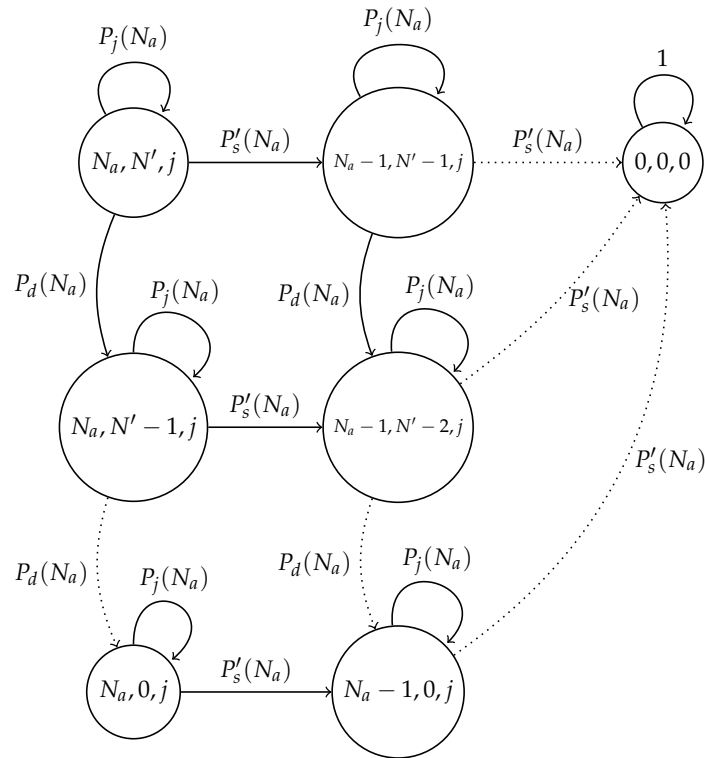 P_j(N_a)
P_j(N_a)
1
N_a, N′, j
P′_s(N_a)
N_a − 1, N′ − 1, j
P′_s(N_a)
0, 0, 0
P_d(N_a)
P_j(N_a)
P_d(N_a)
P_j(N_a)
P′_s(N_a)
N_a, N′ − 1, j
P′_s(N_a)
N_a − 1, N′ − 2, j
P′_s(N_a)
P_d(N_a)
P_j(N_a)
P_d(N_a)
P_j(N_a)
N_a, 0, j
P′_s(N_a)
N_a − 1, 0, j